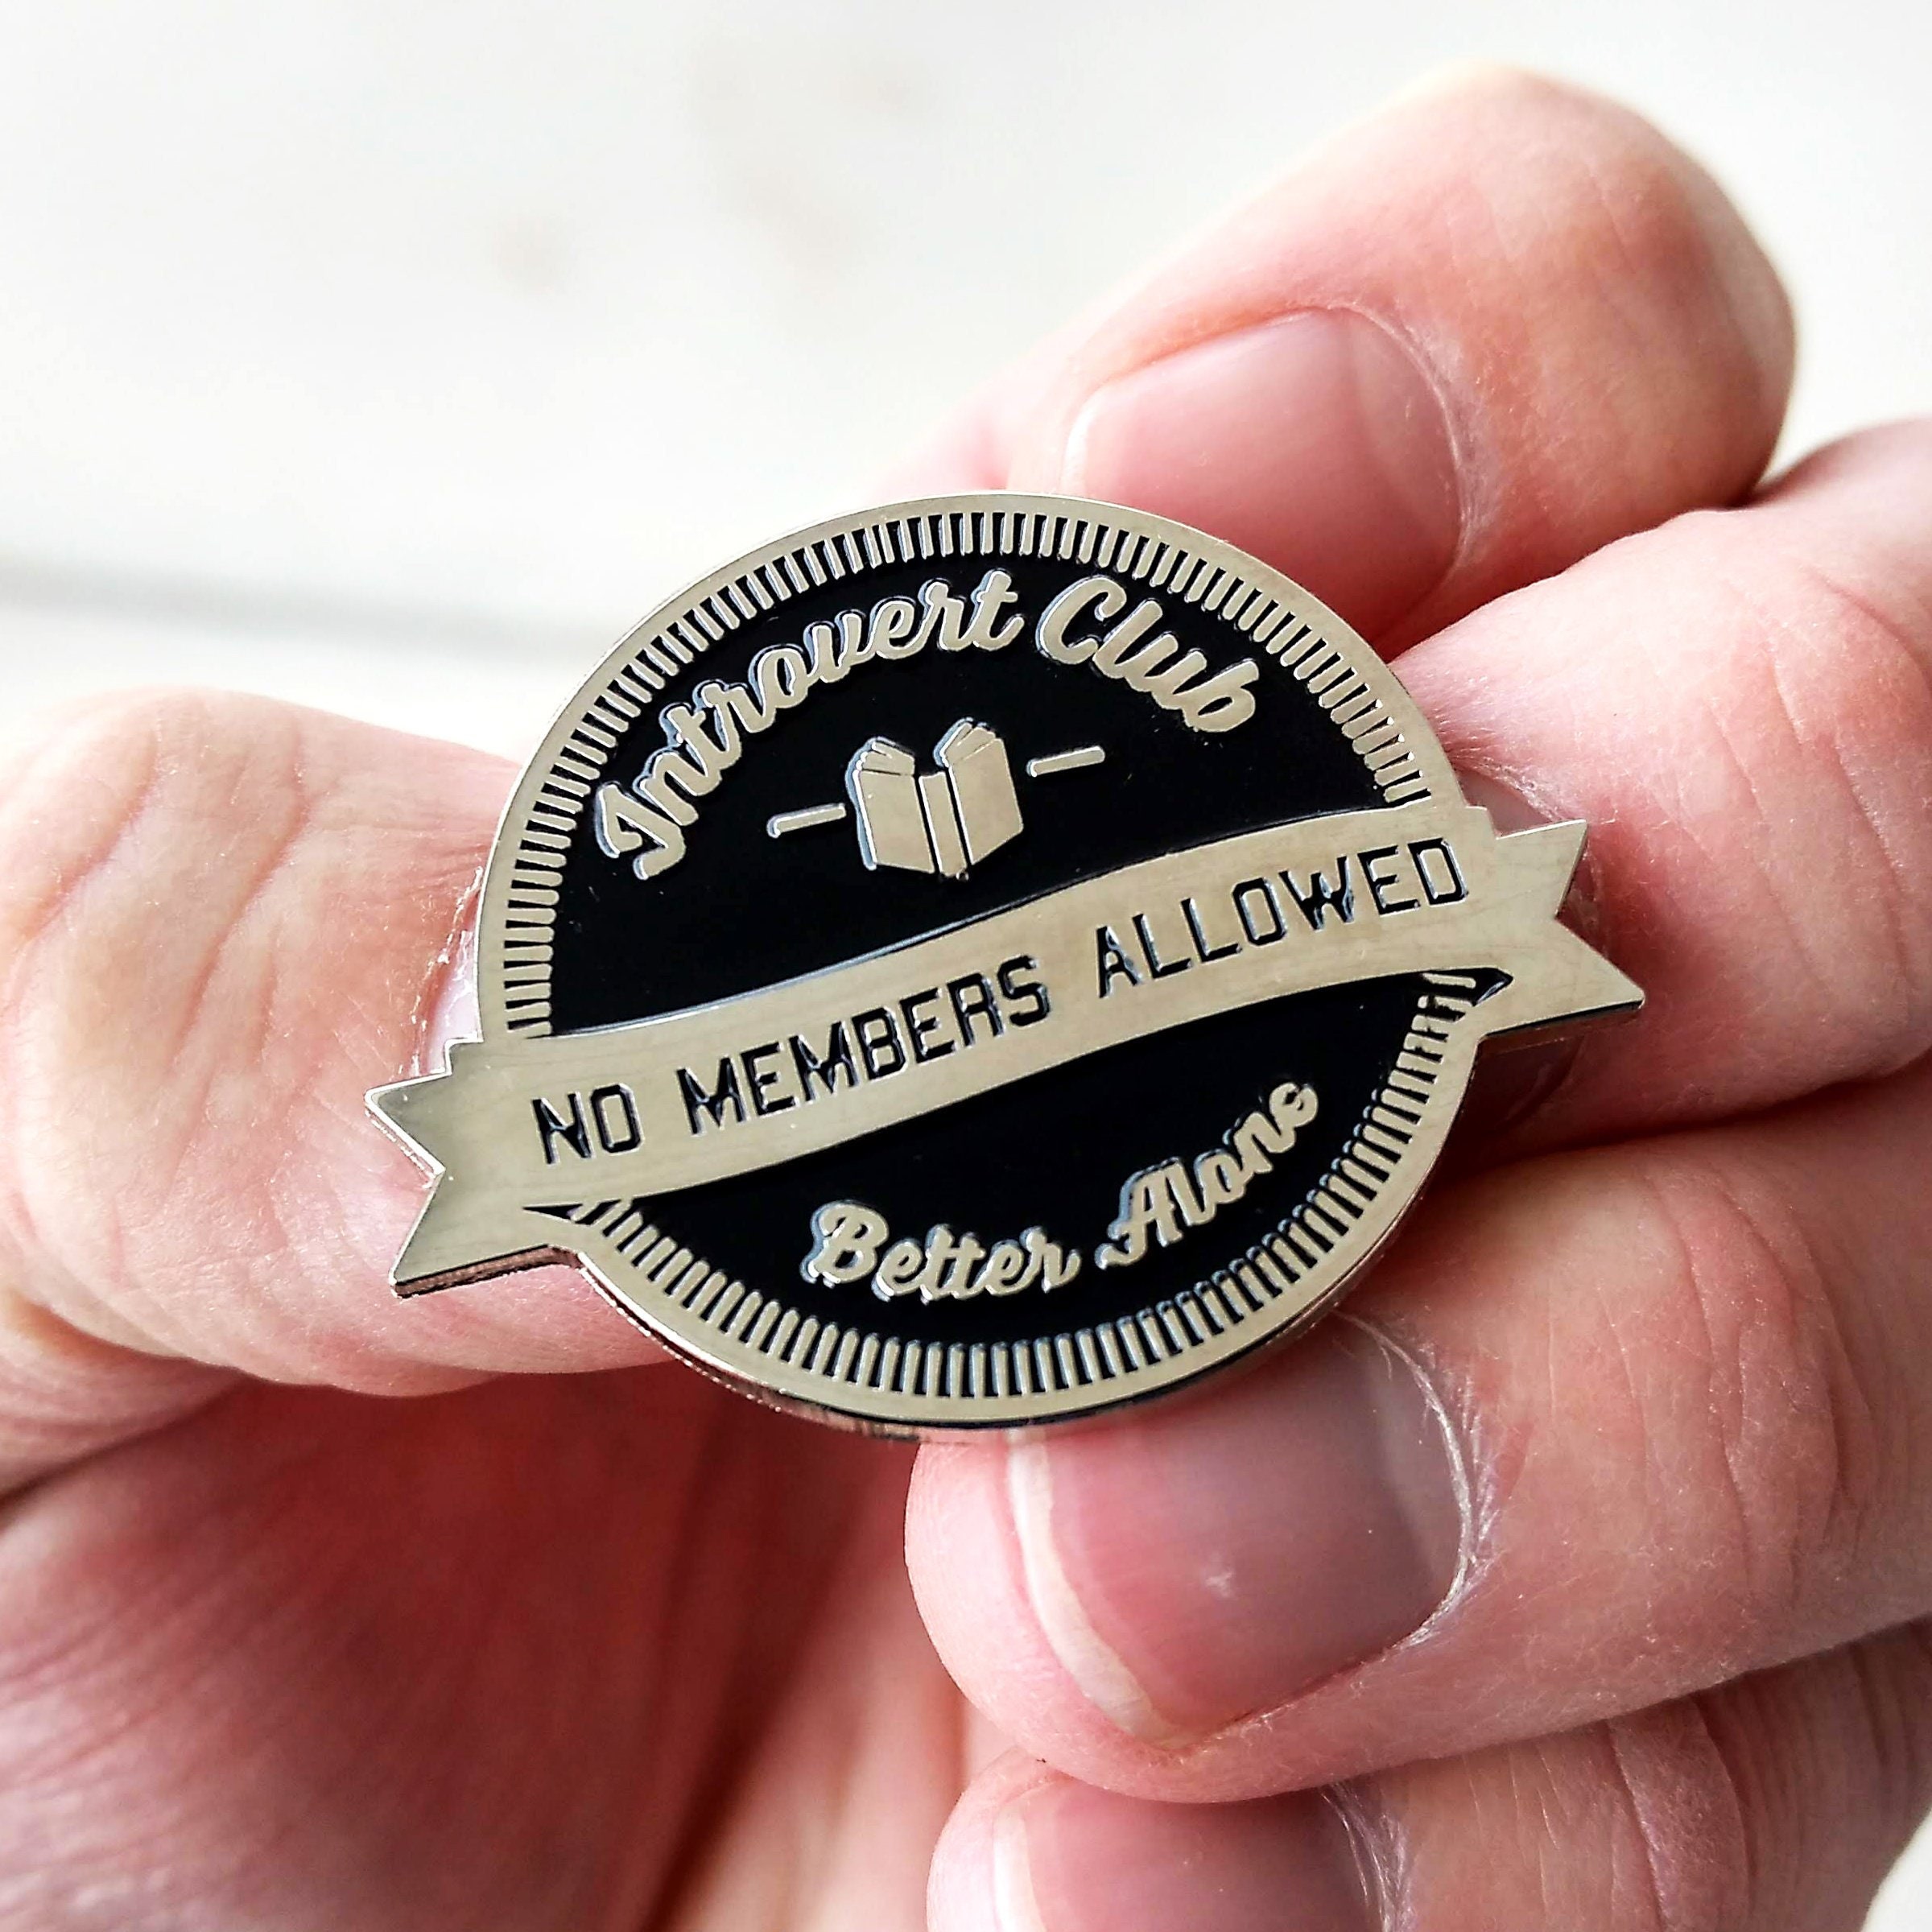 Introvert Club
NO MEMBERS ALLOWED
Better Alone